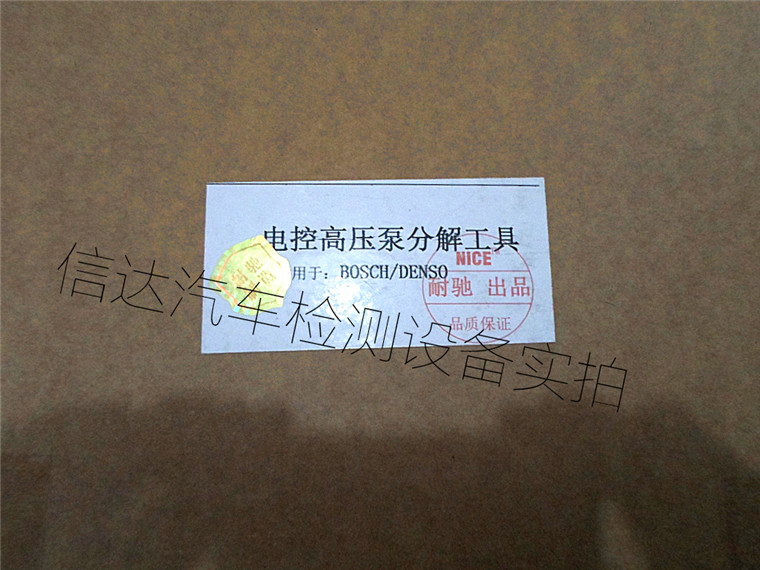 电控高压泵分解工具
用于：BOSCH/DENSO
NICE
耐驰 出品
品质保证
信达汽车检测设备实拍